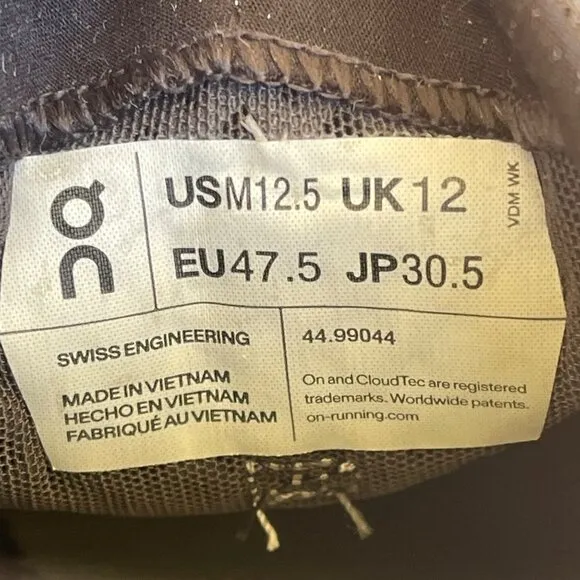 On
USM12.5 UK12
EU47.5 JP30.5
VDM WK
SWISS ENGINEERING
MADE IN VIETNAM
HECHO EN VIETNAM
FABRIQUÉ AU VIETNAM
44.99044
On and CloudTec are registered
trademarks. Worldwide patents.
on-running.com